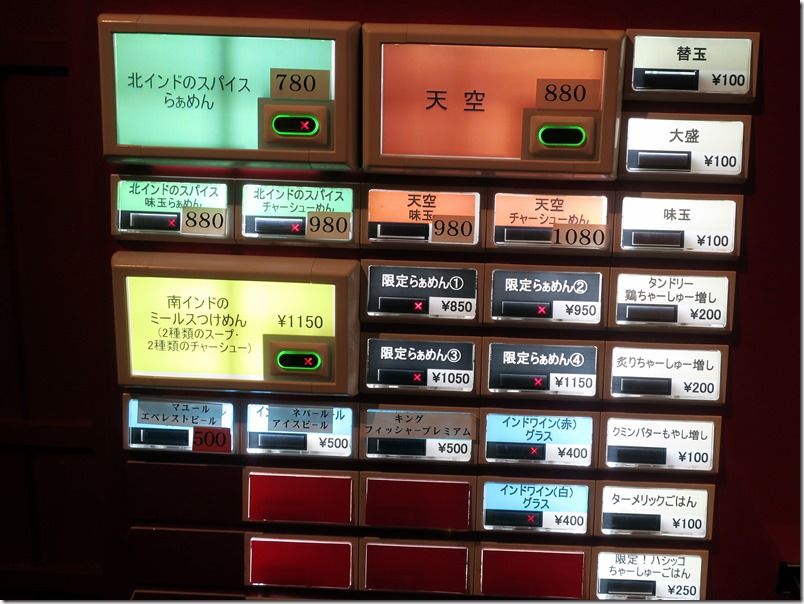 北インドのスパイス
らぁめん
780
天空
880
替玉
¥100
大盛
¥100
北インドのスパイス
味玉らぁめん
880
北インドのスパイス
チャーシューめん
980
天空
味玉
980
天空
チャーシューめん
1080
味玉
¥100
南インドの
ミールスつけめん
(2種類のスープ・
2種類のチャーシュー)
¥1150
限定らぁめん①
¥850
限定らぁめん②
¥950
タンドリー
鶏ちゃーしゅー増し
¥200
限定らぁめん③
¥1050
限定らぁめん④
¥1150
炙りちゃーしゅー増し
¥200
マユール
エベレストビール
500
ネパール
アイスビール
¥500
キング
フィッシャープレミアム
¥500
インドワイン(赤)
グラス
¥400
クミンバターもやし増し
¥100
インドワイン(白)
グラス
¥400
ターメリックごはん
¥100
限定!ハシッコ
ちゃーしゅーごはん
¥250